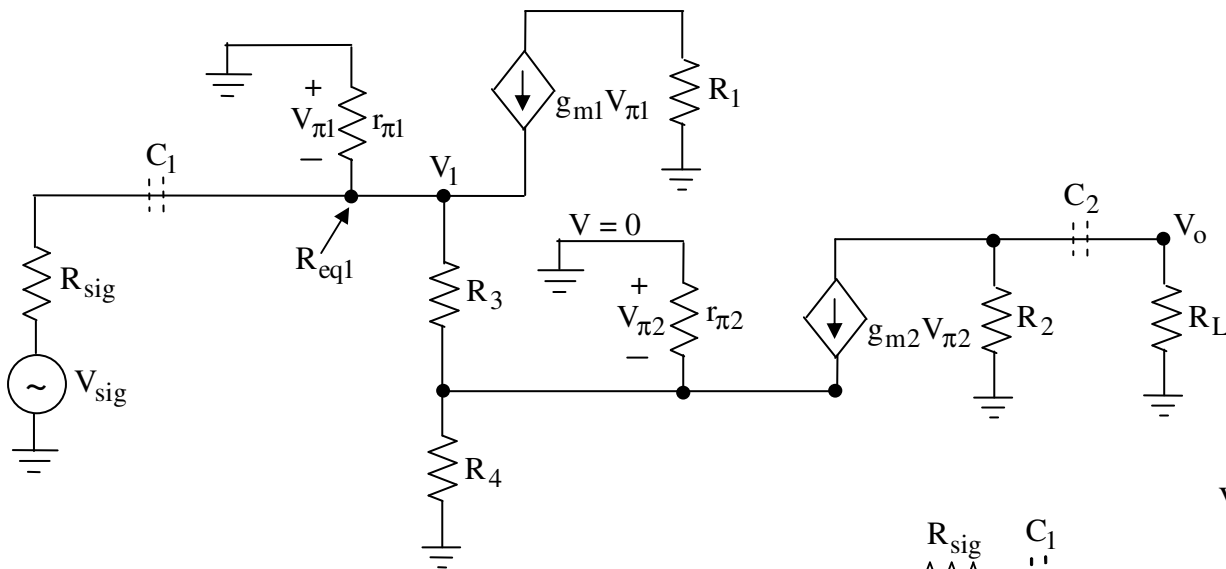 +
Vπ1
−
rπ1
gm1Vπ1
R1
C1
V1
Req1
Rsig
~
Vsig
R3
V = 0
+
Vπ2
−
rπ2
gm2Vπ2
R2
C2
Vo
RL
R4
Rsig
C1